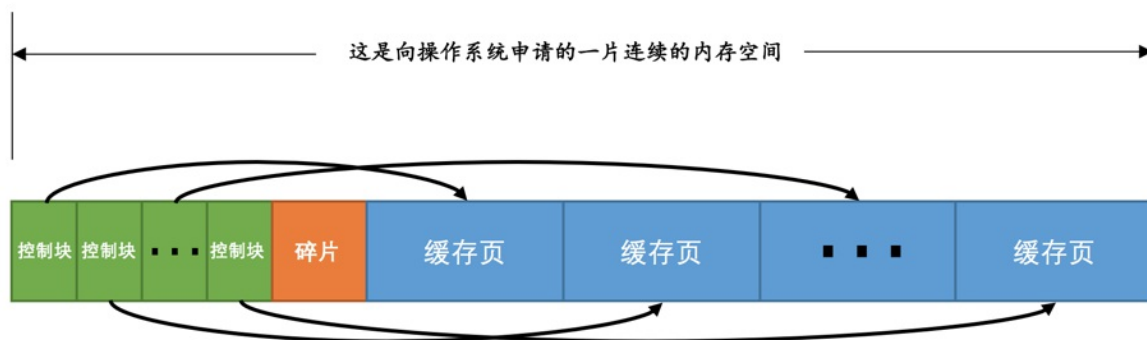 这是向操作系统申请的一片连续的内存空间
控制块 控制块 ··· 控制块 碎片 缓存页 缓存页 ··· 缓存页